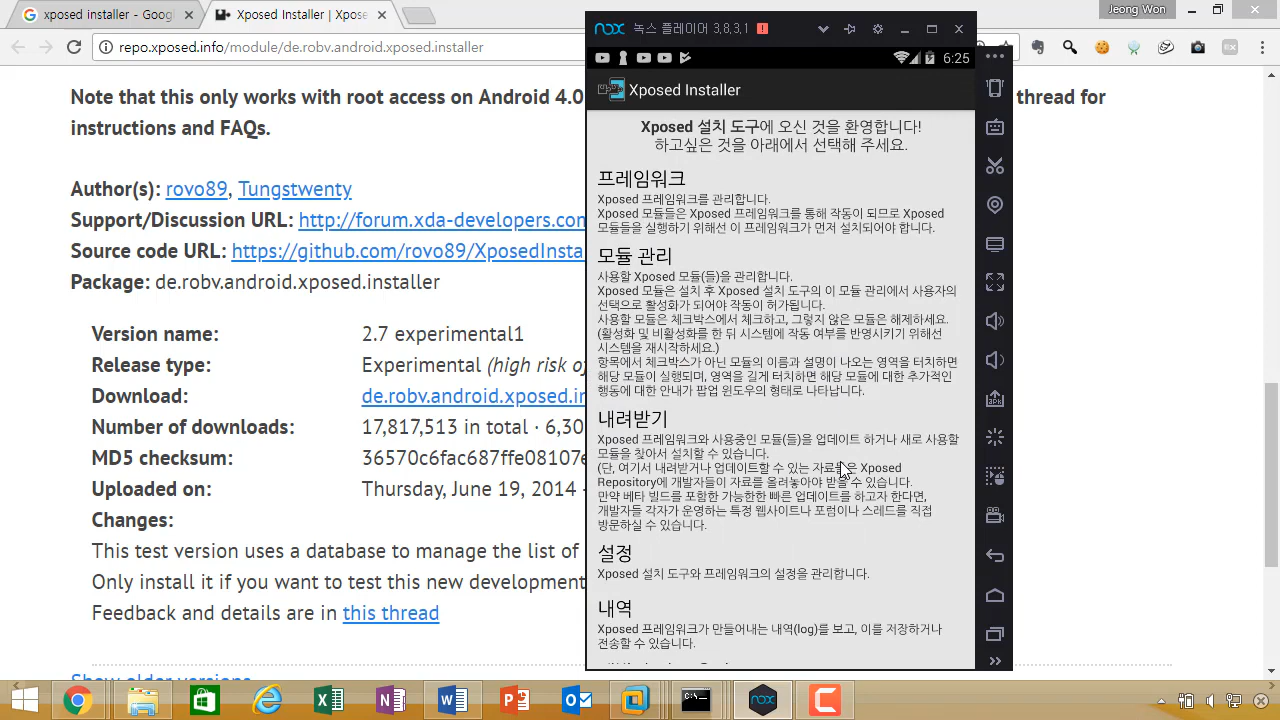 xposed installer - Googl
Xposed Installer | Xpose
Jeong Won
repo.xposed.info/module/de.robv.android.xposed.installer
Note that this only works with root access on Android 4.0
thread for
instructions and FAQs.
Author(s): rovo89, Tungstwenty
Support/Discussion URL: http://forum.xda-developers.con
Source code URL: https://github.com/rovo89/XposedInsta
Package: de.robv.android.xposed.installer
Version name: 2.7 experimental1
Release type: Experimental (high risk of
Download: de.robv.android.xposed.in
Number of downloads: 17,817,513 in total · 6,30
MD5 checksum: 36570c6fac687ffe08107e
Uploaded on: Thursday, June 19, 2014 -
Changes:
This test version uses a database to manage the list of
Only install it if you want to test this new development
Feedback and details are in this thread
Show older versions
nox 녹스 플레이어 3,8,3,1
6:25
Xposed Installer
Xposed 설치 도구에 오신 것을 환영합니다!
하고싶은 것을 아래에서 선택해 주세요.
프레임워크
Xposed 프레임워크를 관리합니다.
Xposed 모듈들은 Xposed 프레임워크를 통해 작동이 되므로 Xposed
모듈들을 실행하기 위해선 이 프레임워크가 먼저 설치되어야 합니다.
모듈 관리
사용할 Xposed 모듈(들)을 관리합니다.
Xposed 모듈은 설치 후 Xposed 설치 도구의 이 모듈 관리에서 사용자의
선택으로 활성화가 되어야 작동이 허가됩니다.
사용할 모듈은 체크박스에서 체크하고, 그렇지 않은 모듈은 해제하세요.
(활성화 및 비활성화를 한 뒤 시스템에 작동 여부를 반영시키기 위해선
시스템을 재시작하세요.)
항목에서 체크박스가 아닌 모듈의 이름과 설명이 나오는 영역을 터치하면
해당 모듈이 실행되며, 영역을 길게 터치하면 해당 모듈에 대한 추가적인
행동에 대한 안내가 팝업 윈도우의 형태로 나타납니다.
내려받기
Xposed 프레임워크와 사용중인 모듈(들)을 업데이트 하거나 새로 사용할
모듈을 찾아서 설치할 수 있습니다.
(단, 여기서 내려받거나 업데이트할 수 있는 자료들은 Xposed
Repository에 개발자들이 자료를 올려놓아야 받을 수 있습니다.
만약 베타 빌드를 포함한 가능한한 빠른 업데이트를 하고자 한다면,
개발자들 각자가 운영하는 특정 웹사이트나 포럼이나 스레드를 직접
방문하실 수 있습니다.
설정
Xposed 설치 도구와 프레임워크의 설정을 관리합니다.
내역
Xposed 프레임워크가 만들어내는 내역(log)를 보고, 이를 저장하거나
전송할 수 있습니다.